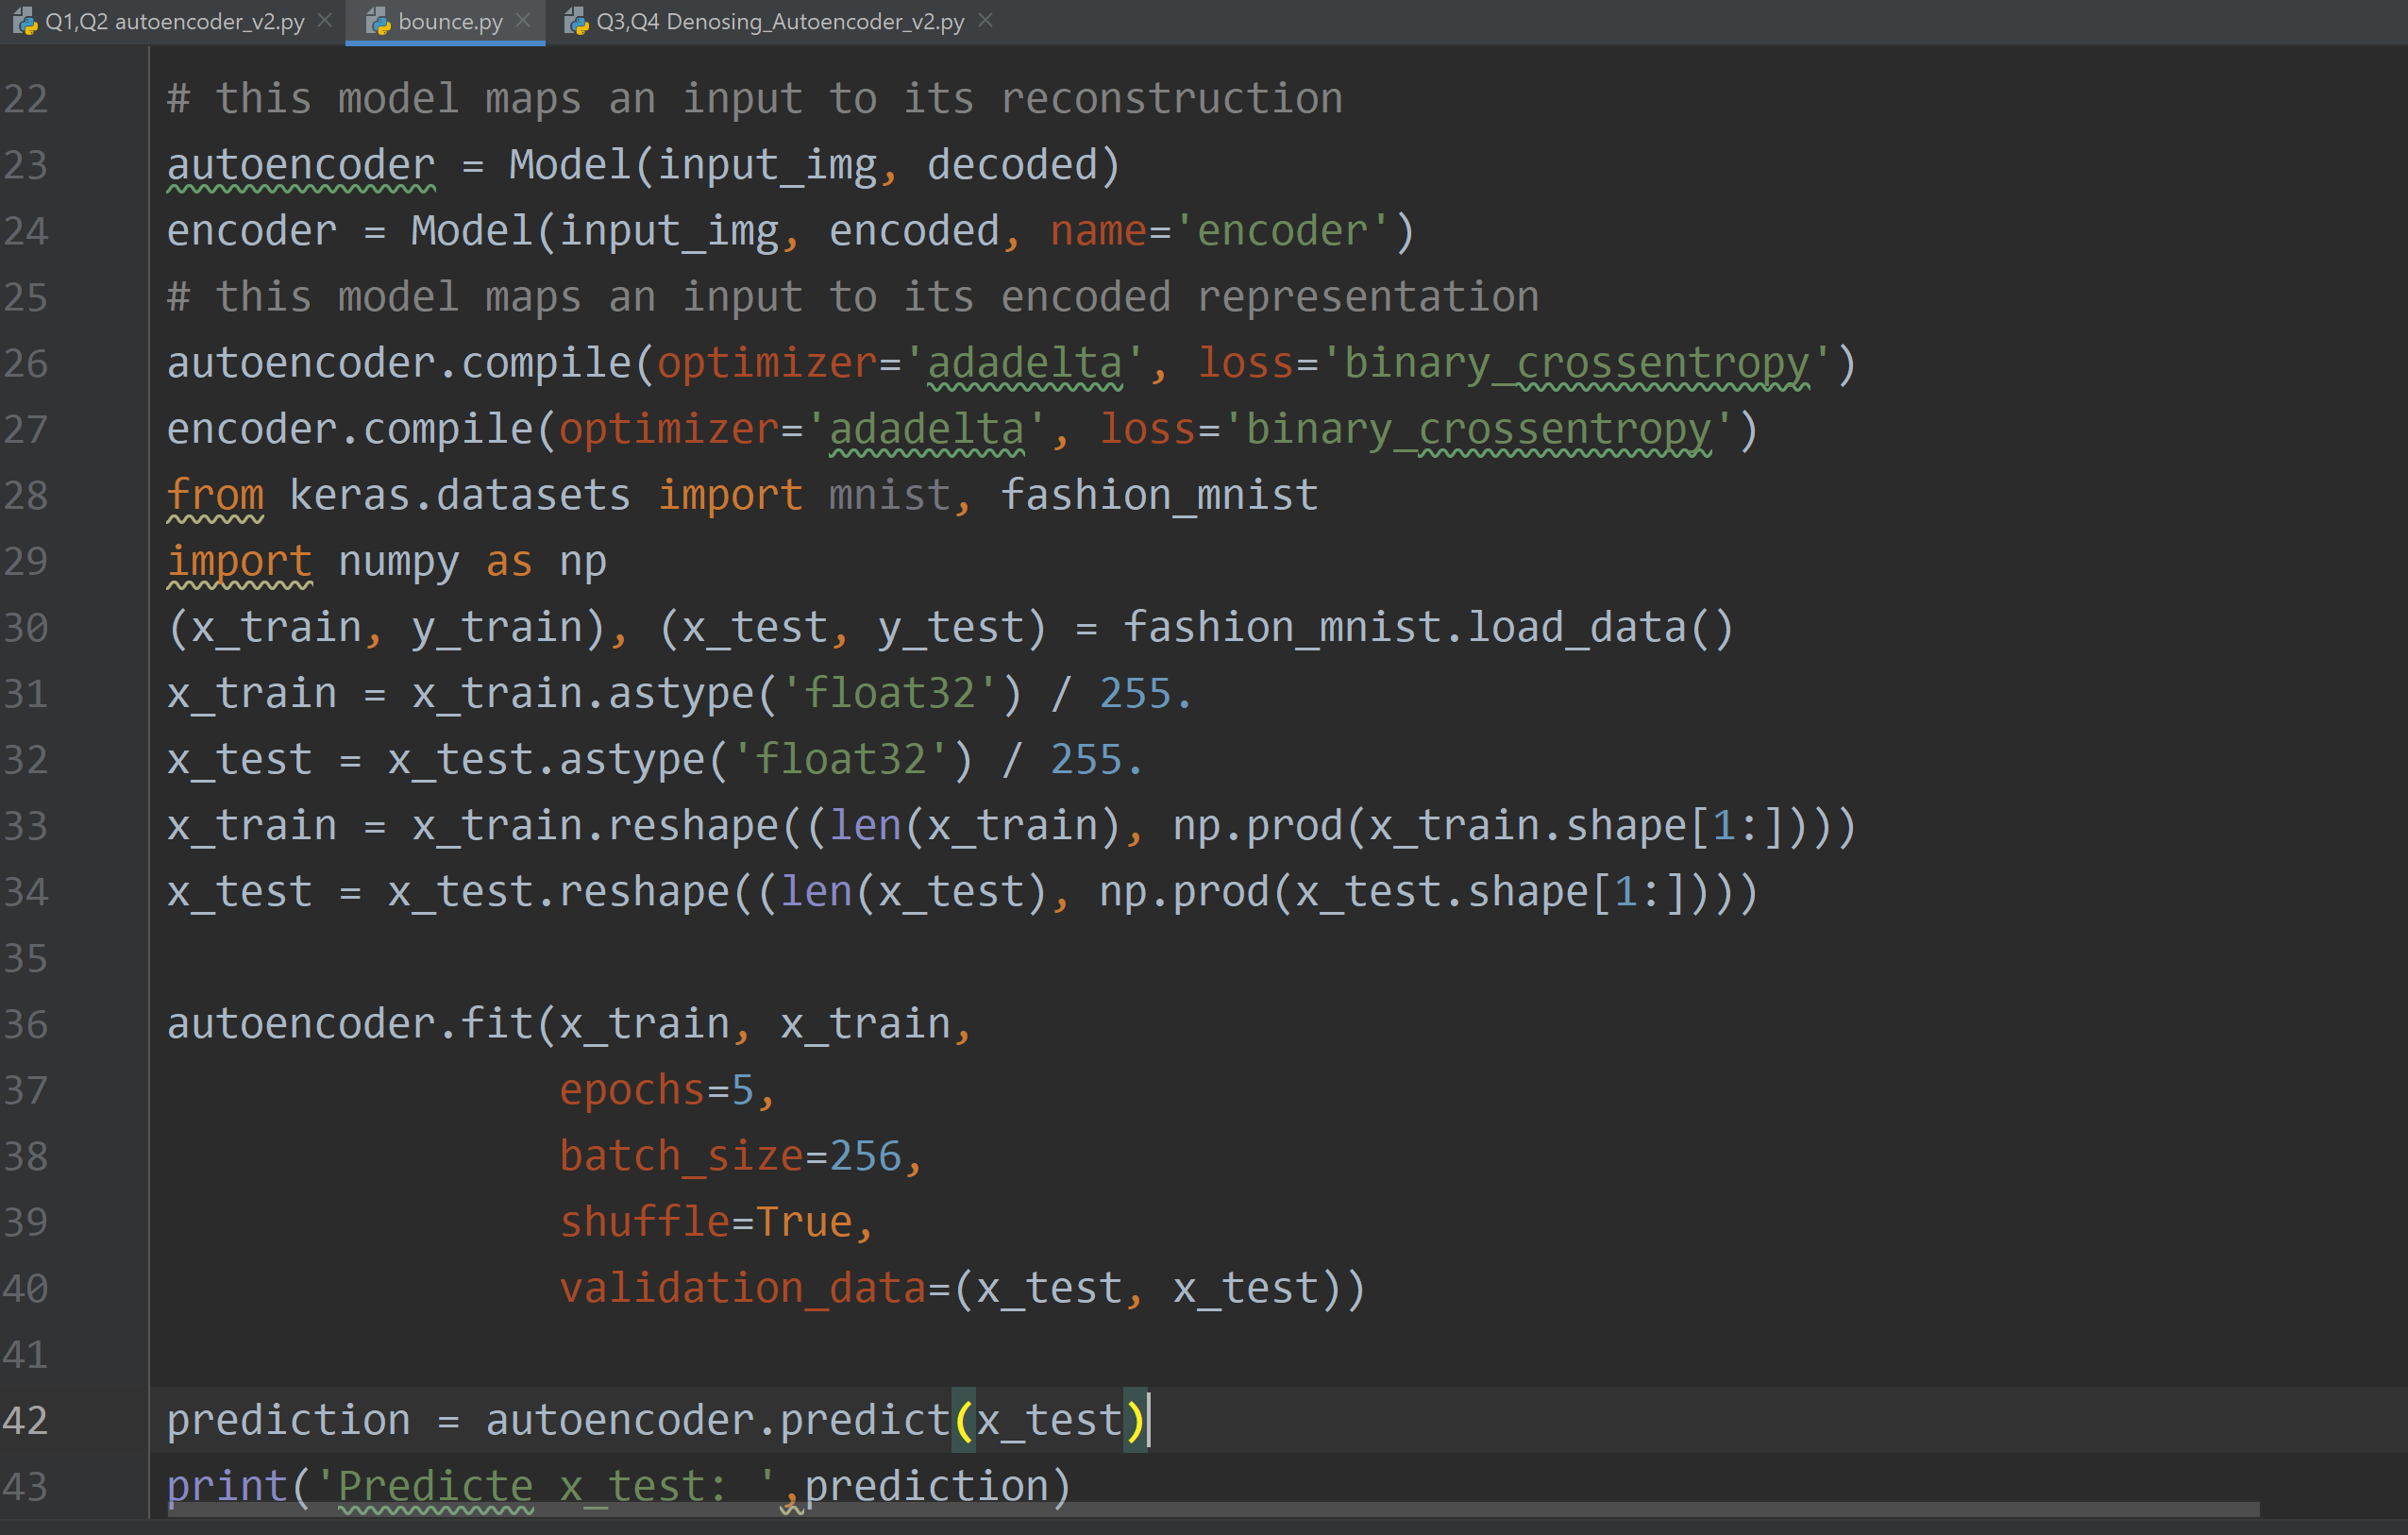 Q1,Q2 autoencoder_v2.py bounce.py Q3,Q4 Denosing_Autoencoder_v2.py
22 # this model maps an input to its reconstruction
23 autoencoder = Model(input_img, decoded)
24 encoder = Model(input_img, encoded, name='encoder')
25 # this model maps an input to its encoded representation
26 autoencoder.compile(optimizer='adadelta', loss='binary_crossentropy')
27 encoder.compile(optimizer='adadelta', loss='binary_crossentropy')
28 from keras.datasets import mnist, fashion_mnist
29 import numpy as np
30 (x_train, y_train), (x_test, y_test) = fashion_mnist.load_data()
31 x_train = x_train.astype('float32') / 255.
32 x_test = x_test.astype('float32') / 255.
33 x_train = x_train.reshape((len(x_train), np.prod(x_train.shape[1:])))
34 x_test = x_test.reshape((len(x_test), np.prod(x_test.shape[1:])))
35
36 autoencoder.fit(x_train, x_train,
37 epochs=5,
38 batch_size=256,
39 shuffle=True,
40 validation_data=(x_test, x_test))
41
42 prediction = autoencoder.predict(x_test)
43 print('Predicte x_test: ',prediction)